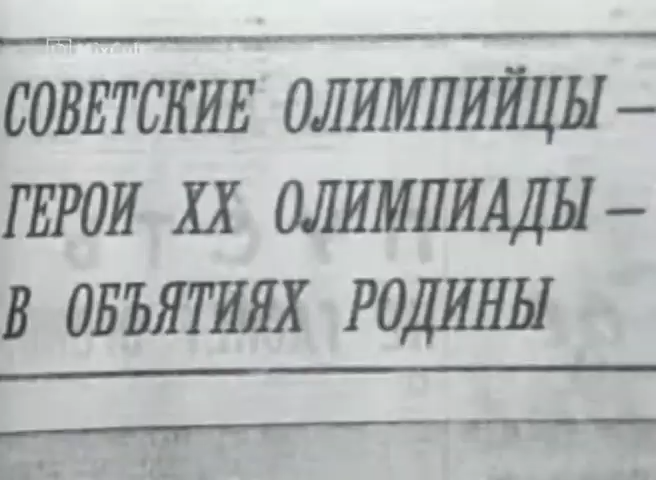 СОВЕТСКИЕ ОЛИМПИЙЦЫ –
ГЕРОИ XX ОЛИМПИАДЫ –
В ОБЪЯТИЯХ РОДИНЫ